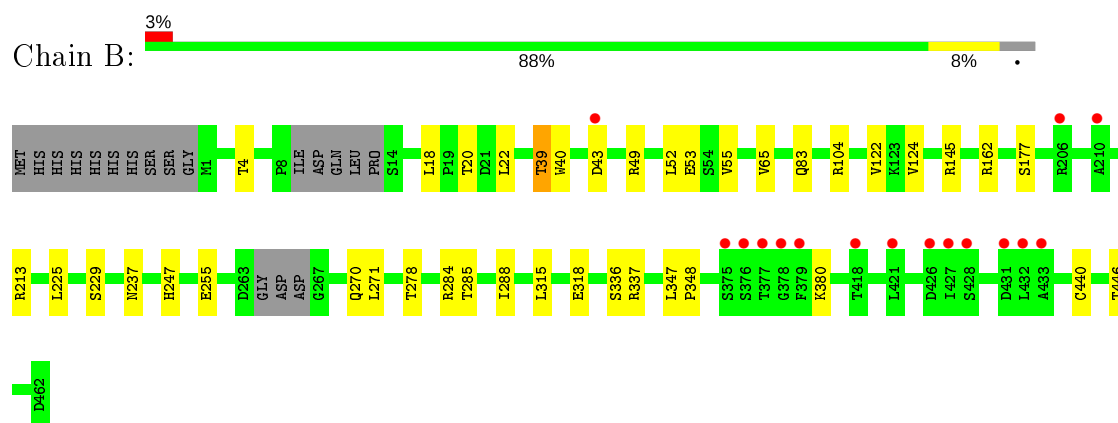 3%
Chain B:
88% 8% •
MET HIS HIS HIS HIS HIS HIS SER SER GLY M1 T4 P8 ILE ASP GLN LEU PRO S14 L18 P19 T20 D21 L22 T39 W40 D43 R49 L52 E53 S54 V55 V65 Q83 R104 V122 K123 V124 R145 R162 S177 R206 A210
R213 L225 S229 N237 H247 E255 D263 GLY ASP ASP G267 Q270 L271 T278 R284 T285 I288 L315 E318 S336 R337 L347 P348 S375 S376 T377 G378 F379 K380 T418 L421 D426 I427 S428 D431 L432 A433 C440 T446
D462